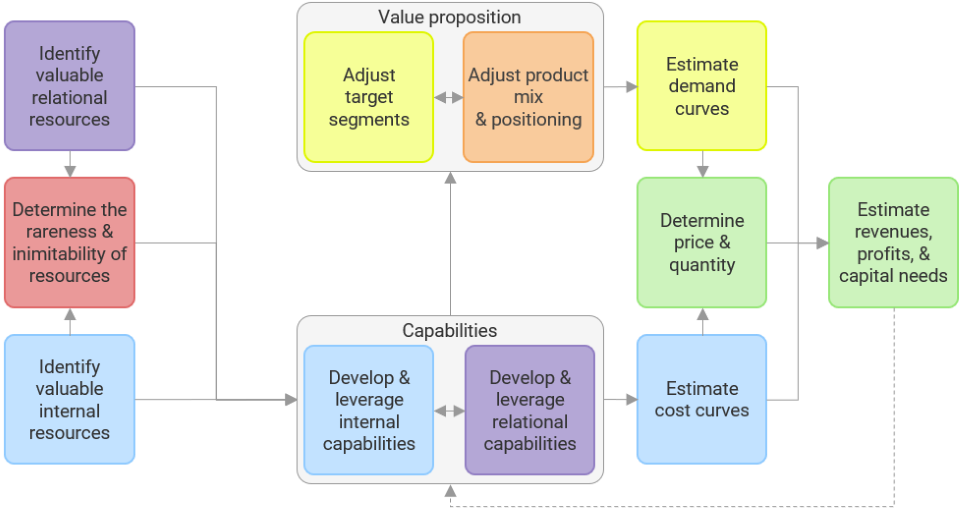 Identify
valuable
relational
resources
Determine the
rareness &
inimitability of
resources
Identify
valuable
internal
resources
Value proposition
Adjust
target
segments
Adjust product
mix
& positioning
Capabilities
Develop &
leverage
internal
capabilities
Develop &
leverage
relational
capabilities
Estimate
demand
curves
Determine
price &
quantity
Estimate
cost curves
Estimate
revenues,
profits, &
capital needs